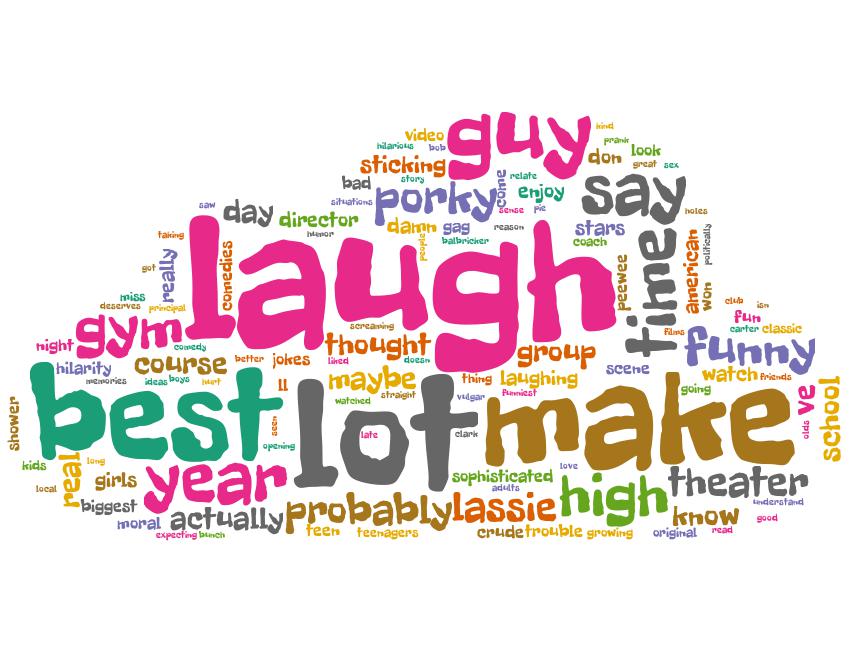 guy
kind
video
prank
hilarious
bob
look
don
sticking
great
sex
story
relate
bad
come
porky
enjoy
say
situations
saw
sense
pie
holes
day
director
damn
gag
reason
stars
humor
balbricker
coach
taking
laugh
comedies
people
time
american
politically
really
got
peewee
won
miss
deserves
principal
club
isn
gym
screaming
fun
night
comedy
thought
films
carter
classic
funny
group
course
better
jokes
liked
doesn
hilarity
scene
memories
ideas
boys
hurt
ll
maybe
thing
laughing
watch
friends
best
lot
make
straight
watched
vulgar
funniest
going
ve
school
shower
seen
late
clark
olds
opening
kids
long
real
year
love
sophisticated
theater
girls
local
adults
high
understand
biggest
probably
lassie
moral
actually
know
good
teen
teenagers
crude
trouble
growing
original
read
expecting
bunch